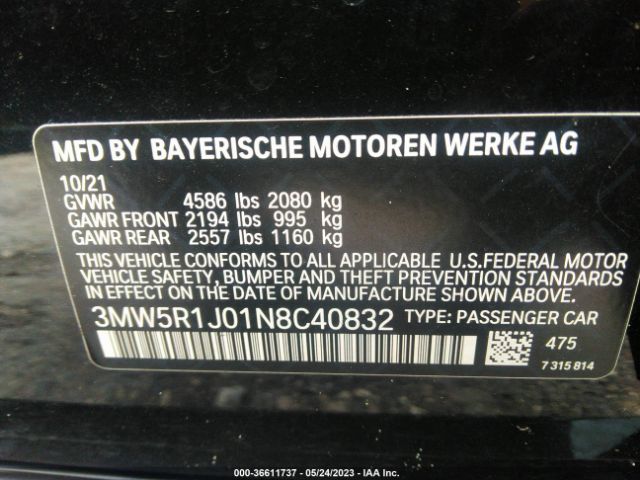 MFD BY BAYERISCHE MOTOREN WERKE AG
10/21
GVWR 4586 lbs 2080 kg
GAWR FRONT 2194 lbs 995 kg
GAWR REAR 2557 lbs 1160 kg
THIS VEHICLE CONFORMS TO ALL APPLICABLE U.S.FEDERAL MOTOR
VEHICLE SAFETY, BUMPER AND THEFT PREVENTION STANDARDS
IN EFFECT ON THE DATE OF MANUFACTURE SHOWN ABOVE.
3MW5R1J01N8C40832 TYPE: PASSENGER CAR
475
7 315 814
000-36611737 - 05/24/2023 - IAA Inc.